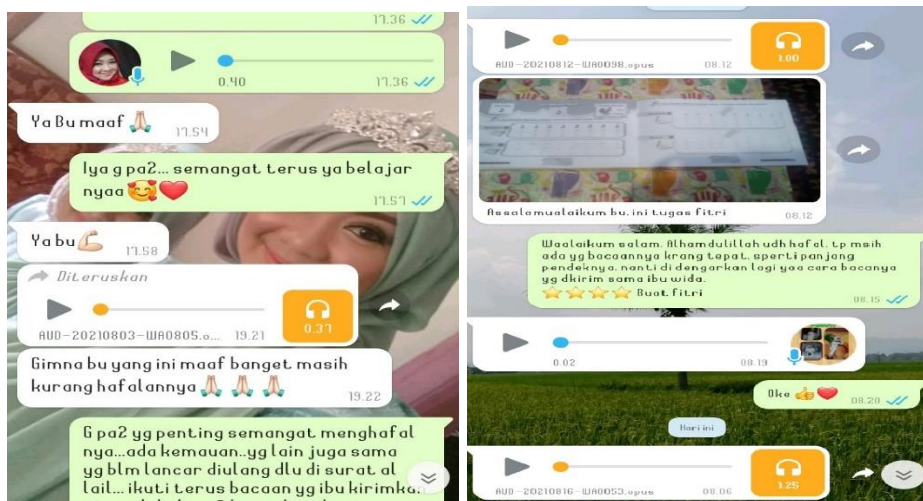 17.36
0.40
17.36
Ya Bu maaf 🙏🏻
17.54
Iya g pa2... semangat terus ya belajar
nyaa 🥰❤️
17.57
Ya bu 💪🏻
17.58
Diteruskan
0.37
AUD-20210803-WA0805.o...
19.21
Gimna bu yang ini maaf banget masih
kurang hafalannya 🙏🏻 🙏🏻 🙏🏻
19.22
G pa2 yg penting semangat menghafal
nya...ada kemauan..yg lain juga sama
yg blm lancar diulang dlu di surat al
lail... ikuti terus bacaan yg ibu kirimka
1.00
AUD-20210812-WA0098.opus
08.12
Assalamualaikum bu. ini tugas fitri
08.12
Waalaikum salam. Alhamdulillah udh hafal. tp msih
ada yg bacaannya krang tepat. sperti panjang
pendeknya. nanti di dengarkan lagi yaa cara bacanya
yg dkirim sama ibu wida.
⭐⭐⭐⭐ Buat fitri
08.15
0.02
08.19
Oke 👍❤️
08.20
Hari ini
1.25
AUD-20210816-WA0053.opus
08.06